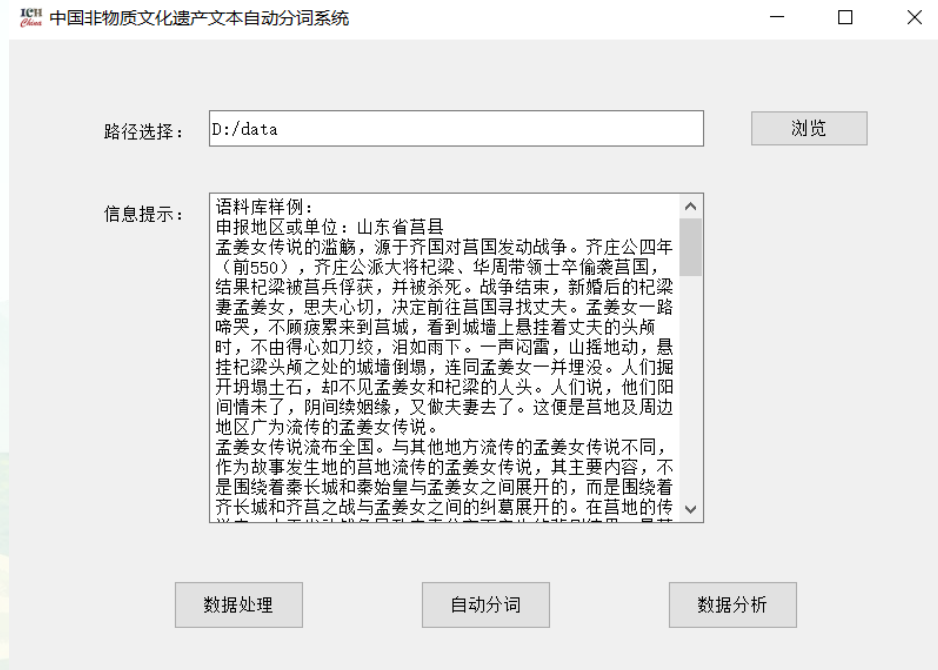 ICH China 中国非物质文化遗产文本自动分词系统
路径选择： D:/data 浏览
信息提示：
语料库样例：
申报地区或单位：山东省莒县
孟姜女传说的滥觞，源于齐国对莒国发动战争。齐庄公四年
（前550），齐庄公派大将杞梁、华周带领士卒偷袭莒国，
结果杞梁被莒兵俘获，并被杀死。战争结束，新婚后的杞梁
妻孟姜女，思夫心切，决定前往莒国寻找丈夫。孟姜女一路
啼哭，不顾疲累来到莒城，看到城墙上悬挂着丈夫的头颅
时，不由得心如刀绞，泪如雨下。一声闷雷，山摇地动，悬
挂杞梁头颅之处的城墙倒塌，连同孟姜女一并埋没。人们掘
开坍塌土石，却不见孟姜女和杞梁的人头。人们说，他们阳
间情未了，阴间续姻缘，又做夫妻去了。这便是莒地及周边
地区广为流传的孟姜女传说。
孟姜女传说流布全国。与其他地方流传的孟姜女传说不同，
作为故事发生地的莒地流传的孟姜女传说，其主要内容，不
是围绕着秦长城和秦始皇与孟姜女之间展开的，而是围绕着
齐长城和齐莒之战与孟姜女之间的纠葛展开的。在莒地的传
数据处理 自动分词 数据分析